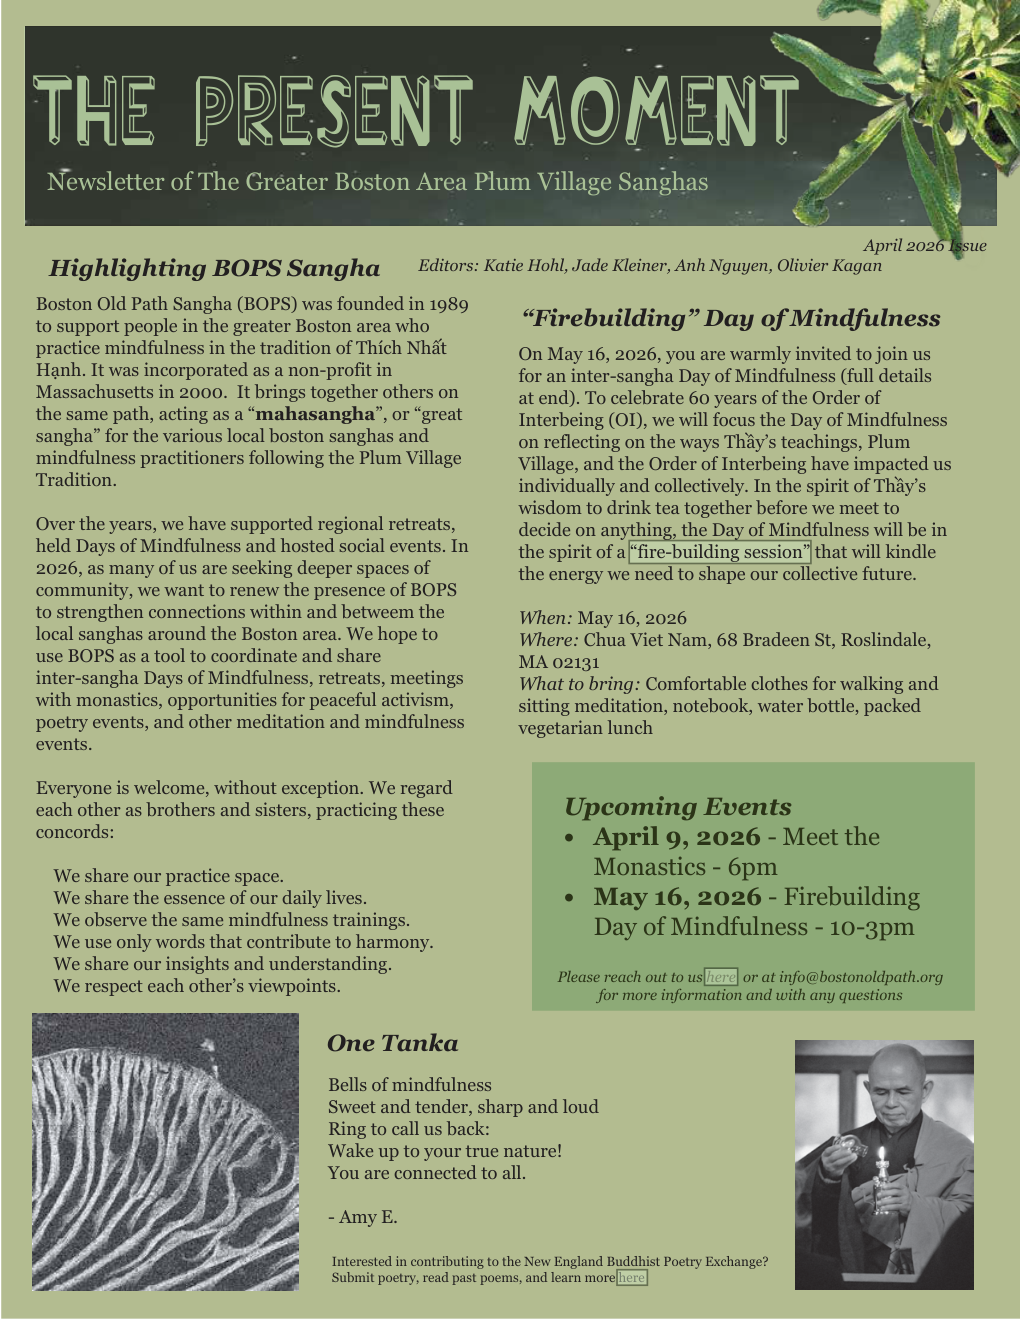 THE PRESENT MOMENT
Newsletter of The Greater Boston Area Plum Village Sanghas
April 2026 Issue
Editors: Katie Hohl, Jade Kleiner, Anh Nguyen, Olivier Kagan
Highlighting BOPS Sangha
Boston Old Path Sangha (BOPS) was founded in 1989
to support people in the greater Boston area who
practice mindfulness in the tradition of Thích Nhất
Hạnh. It was incorporated as a non-profit in
Massachusetts in 2000. It brings together others on
the same path, acting as a “mahasangha”, or “great
sangha” for the various local boston sanghas and
mindfulness practitioners following the Plum Village
Tradition.
Over the years, we have supported regional retreats,
held Days of Mindfulness and hosted social events. In
2026, as many of us are seeking deeper spaces of
community, we want to renew the presence of BOPS
to strengthen connections within and betweem the
local sanghas around the Boston area. We hope to
use BOPS as a tool to coordinate and share
inter-sangha Days of Mindfulness, retreats, meetings
with monastics, opportunities for peaceful activism,
poetry events, and other meditation and mindfulness
events.
Everyone is welcome, without exception. We regard
each other as brothers and sisters, practicing these
concords:
We share our practice space.
We share the essence of our daily lives.
We observe the same mindfulness trainings.
We use only words that contribute to harmony.
We share our insights and understanding.
We respect each other’s viewpoints.
“Firebuilding” Day of Mindfulness
On May 16, 2026, you are warmly invited to join us
for an inter-sangha Day of Mindfulness (full details
at end). To celebrate 60 years of the Order of
Interbeing (OI), we will focus the Day of Mindfulness
on reflecting on the ways Thầy’s teachings, Plum
Village, and the Order of Interbeing have impacted us
individually and collectively. In the spirit of Thầy’s
wisdom to drink tea together before we meet to
decide on anything, the Day of Mindfulness will be in
the spirit of a “fire-building session” that will kindle
the energy we need to shape our collective future.
When: May 16, 2026
Where: Chua Viet Nam, 68 Bradeen St, Roslindale,
MA 02131
What to bring: Comfortable clothes for walking and
sitting meditation, notebook, water bottle, packed
vegetarian lunch
Upcoming Events
• April 9, 2026 - Meet the
Monastics - 6pm
• May 16, 2026 - Firebuilding
Day of Mindfulness - 10-3pm
Please reach out to us here or at info@bostonoldpath.org
for more information and with any questions
One Tanka
Bells of mindfulness
Sweet and tender, sharp and loud
Ring to call us back:
Wake up to your true nature!
You are connected to all.
- Amy E.
Interested in contributing to the New England Buddhist Poetry Exchange?
Submit poetry, read past poems, and learn more here